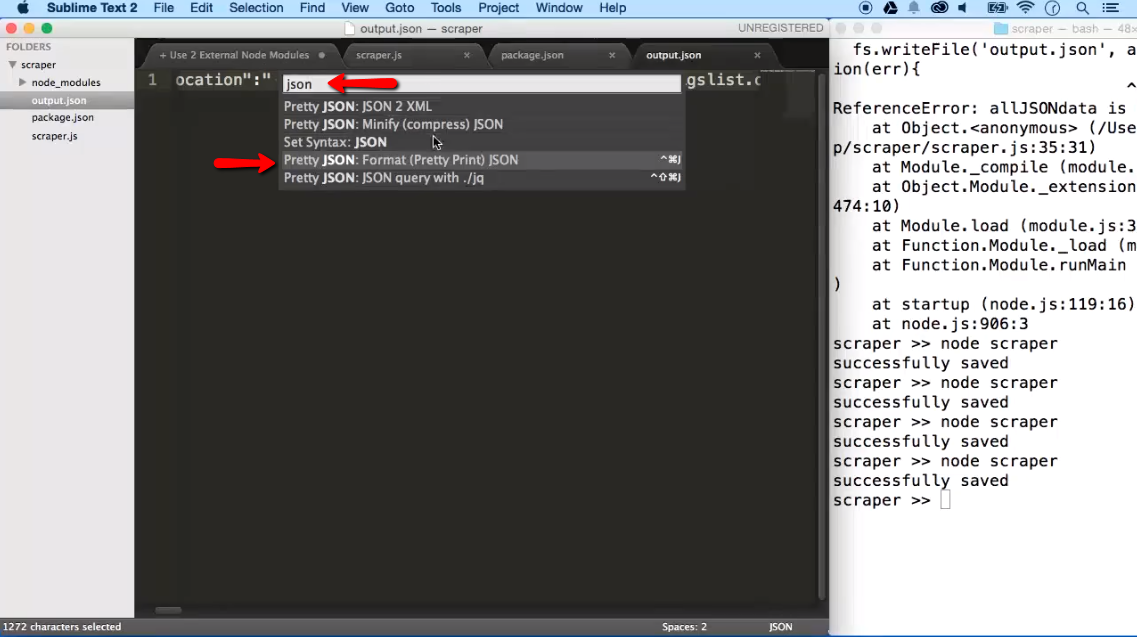 Sublime Text 2 File Edit Selection Find View Goto Tools Project Window Help
output.json — scraper
UNREGISTERED
scraper — bash — 48×
FOLDERS
scraper
node_modules
output.json
package.json
scraper.js
+ Use 2 External Node Modules
scraper.js ×
package.json ×
output.json ×
1 ocation":" gslist.c
json
Pretty JSON: JSON 2 XML
Pretty JSON: Minify (compress) JSON
Set Syntax: JSON
Pretty JSON: Format (Pretty Print) JSON ^⌘J
Pretty JSON: JSON query with ./jq ^⇧⌘J
fs.writeFile('output.json', a
ion(err){
^
ReferenceError: allJSONdata is
at Object.<anonymous> (/Use
p/scraper/scraper.js:35:31)
at Module._compile (module.
at Object.Module._extension
474:10)
at Module.load (module.js:3
at Function.Module._load (m
at Function.Module.runMain
)
at startup (node.js:119:16)
at node.js:906:3
scraper >> node scraper
successfully saved
scraper >> node scraper
successfully saved
scraper >> node scraper
successfully saved
scraper >> node scraper
successfully saved
scraper >>
1272 characters selected
Spaces: 2
JSON